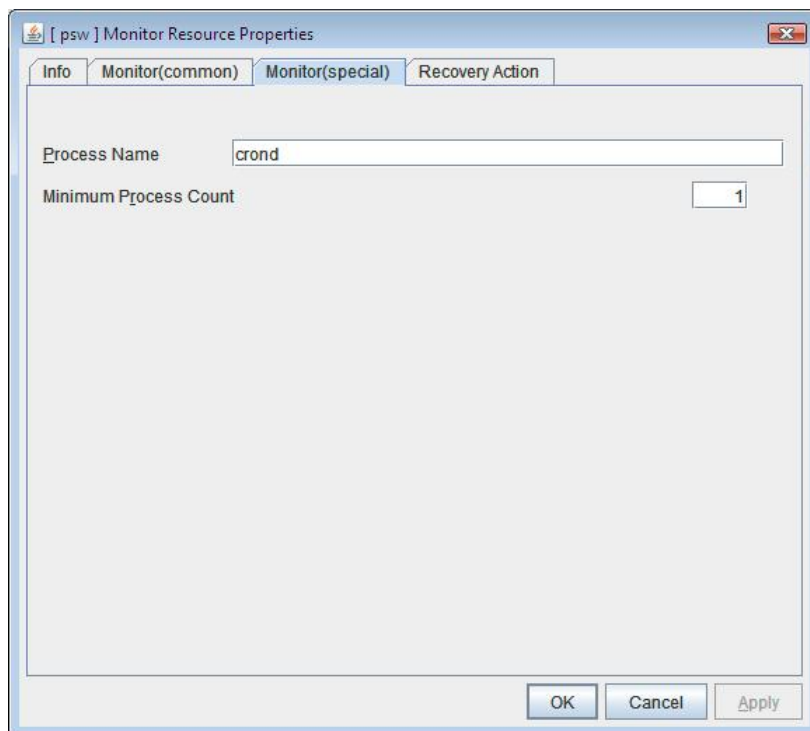 [ psw ] Monitor Resource Properties
Info Monitor(common) Monitor(special) Recovery Action
Process Name crond
Minimum Process Count 1
OK Cancel Apply